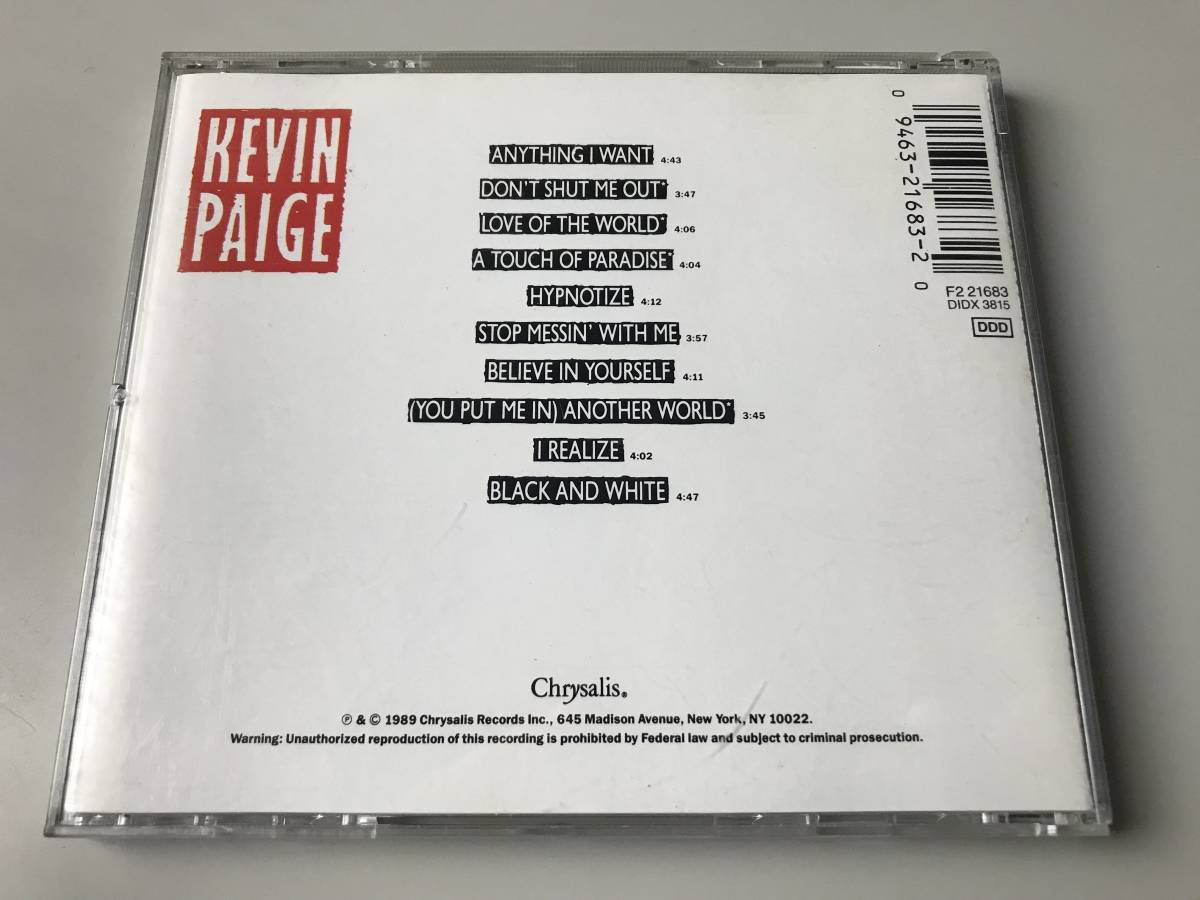 KEVIN
PAIGE
ANYTHING I WANT 4:43
DON'T SHUT ME OUT* 3:47
LOVE OF THE WORLD* 4:06
A TOUCH OF PARADISE* 4:04
HYPNOTIZE 4:12
STOP MESSIN' WITH ME 3:57
BELIEVE IN YOURSELF 4:11
(YOU PUT ME IN) ANOTHER WORLD* 3:45
I REALIZE 4:02
BLACK AND WHITE 4:47
0 9463-21683-2 0
F2 21683
DIDX 3815
DDD
Chrysalis®
℗ & © 1989 Chrysalis Records Inc., 645 Madison Avenue, New York, NY 10022.
Warning: Unauthorized reproduction of this recording is prohibited by Federal law and subject to criminal prosecution.